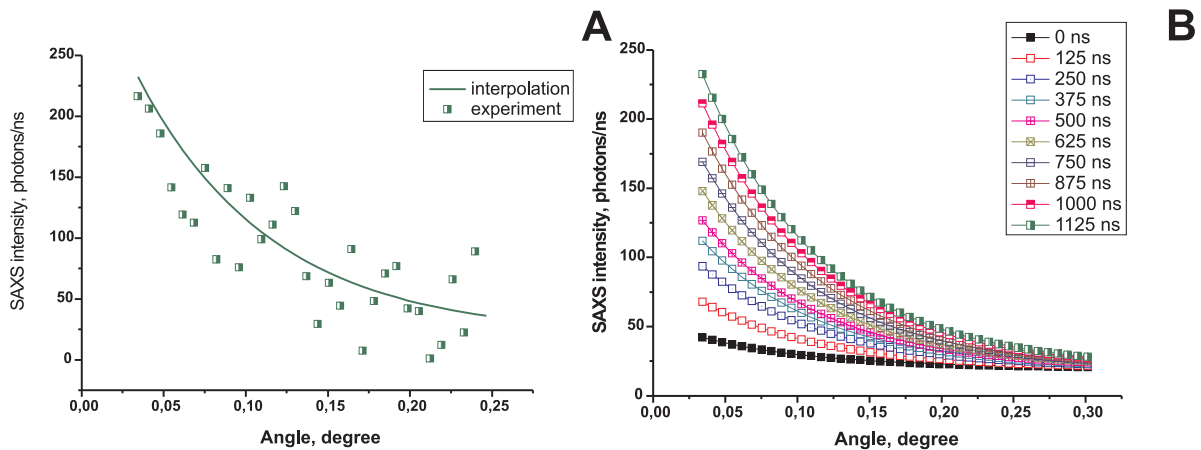 A
250
200
150
100
50
0
SAXS intensity, photons/ns
0,00 0,05 0,10 0,15 0,20 0,25
Angle, degree
interpolation
experiment
B
250
200
150
100
50
0
SAXS intensity, photons/ns
0,00 0,05 0,10 0,15 0,20 0,25 0,30
Angle, degree
0 ns
125 ns
250 ns
375 ns
500 ns
625 ns
750 ns
875 ns
1000 ns
1125 ns